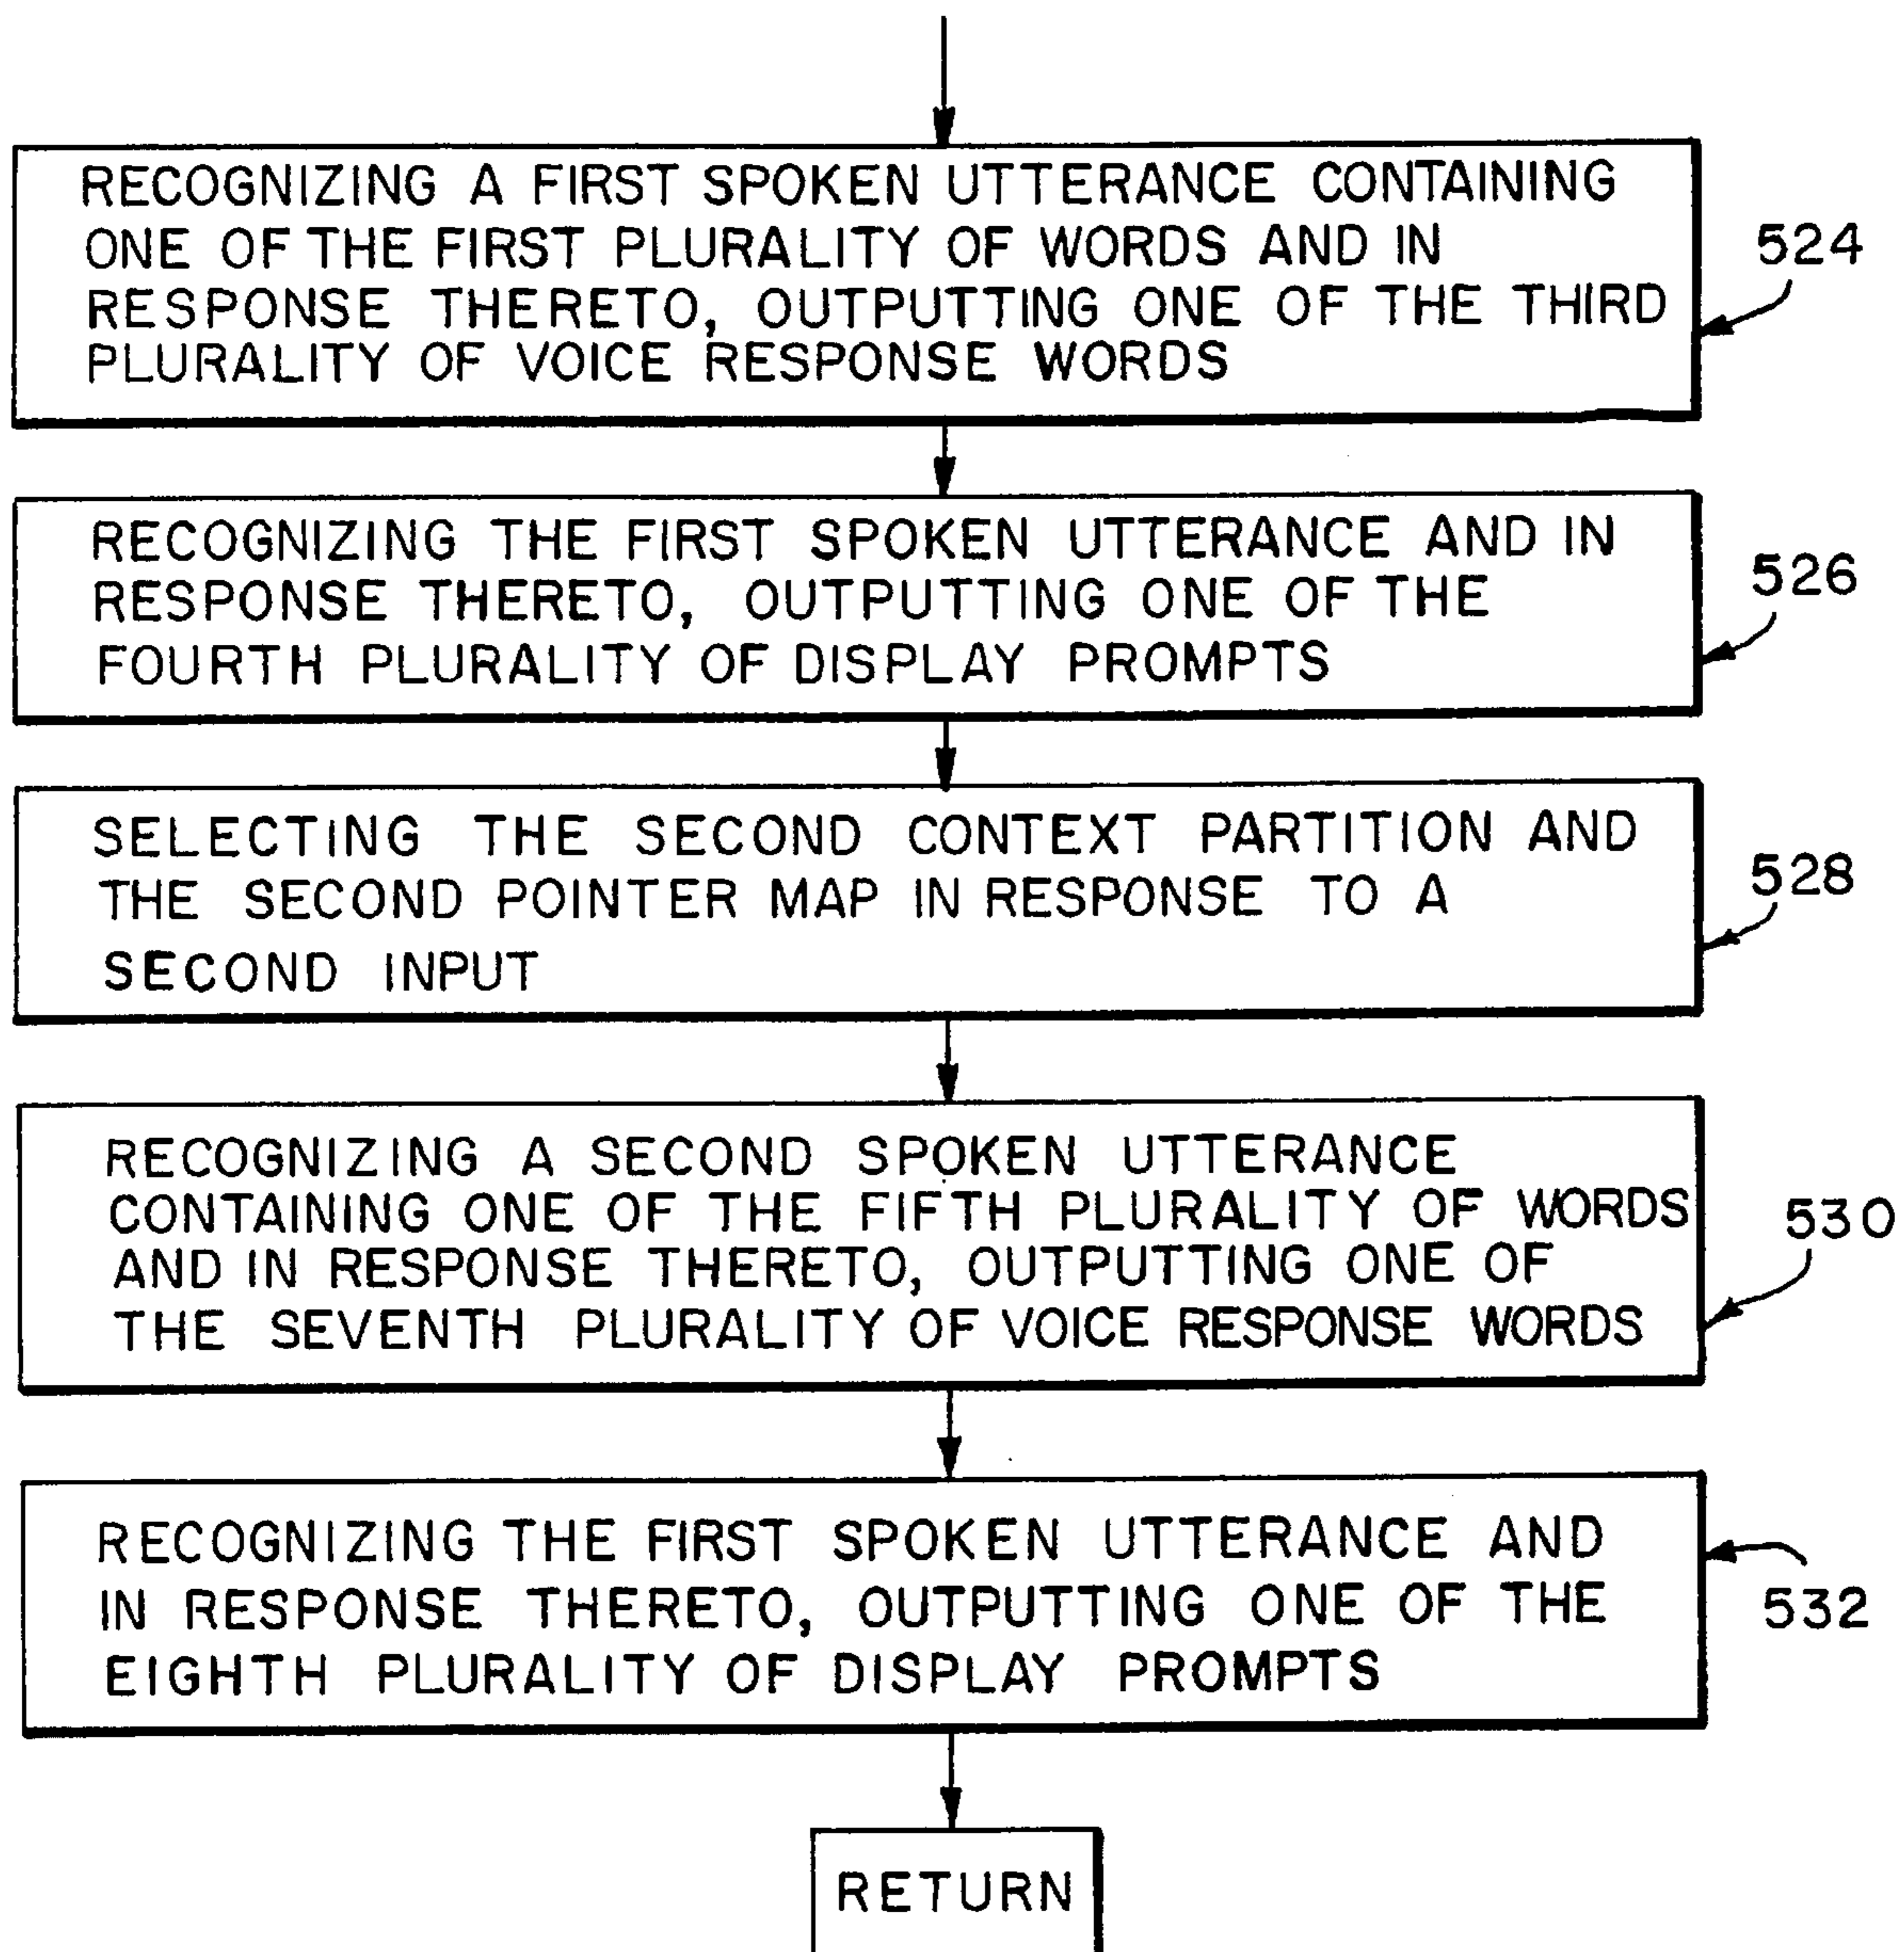 RECOGNIZING A FIRST SPOKEN UTTERANCE CONTAINING
ONE OF THE FIRST PLURALITY OF WORDS AND IN
RESPONSE THERETO, OUTPUTTING ONE OF THE THIRD
PLURALITY OF VOICE RESPONSE WORDS
524
RECOGNIZING THE FIRST SPOKEN UTTERANCE AND IN
RESPONSE THERETO, OUTPUTTING ONE OF THE
FOURTH PLURALITY OF DISPLAY PROMPTS
526
SELECTING THE SECOND CONTEXT PARTITION AND
THE SECOND POINTER MAP IN RESPONSE TO A
SECOND INPUT
528
RECOGNIZING A SECOND SPOKEN UTTERANCE
CONTAINING ONE OF THE FIFTH PLURALITY OF WORDS
AND IN RESPONSE THERETO, OUTPUTTING ONE OF
THE SEVENTH PLURALITY OF VOICE RESPONSE WORDS
530
RECOGNIZING THE FIRST SPOKEN UTTERANCE AND
IN RESPONSE THERETO, OUTPUTTING ONE OF THE
EIGHTH PLURALITY OF DISPLAY PROMPTS
532
RETURN